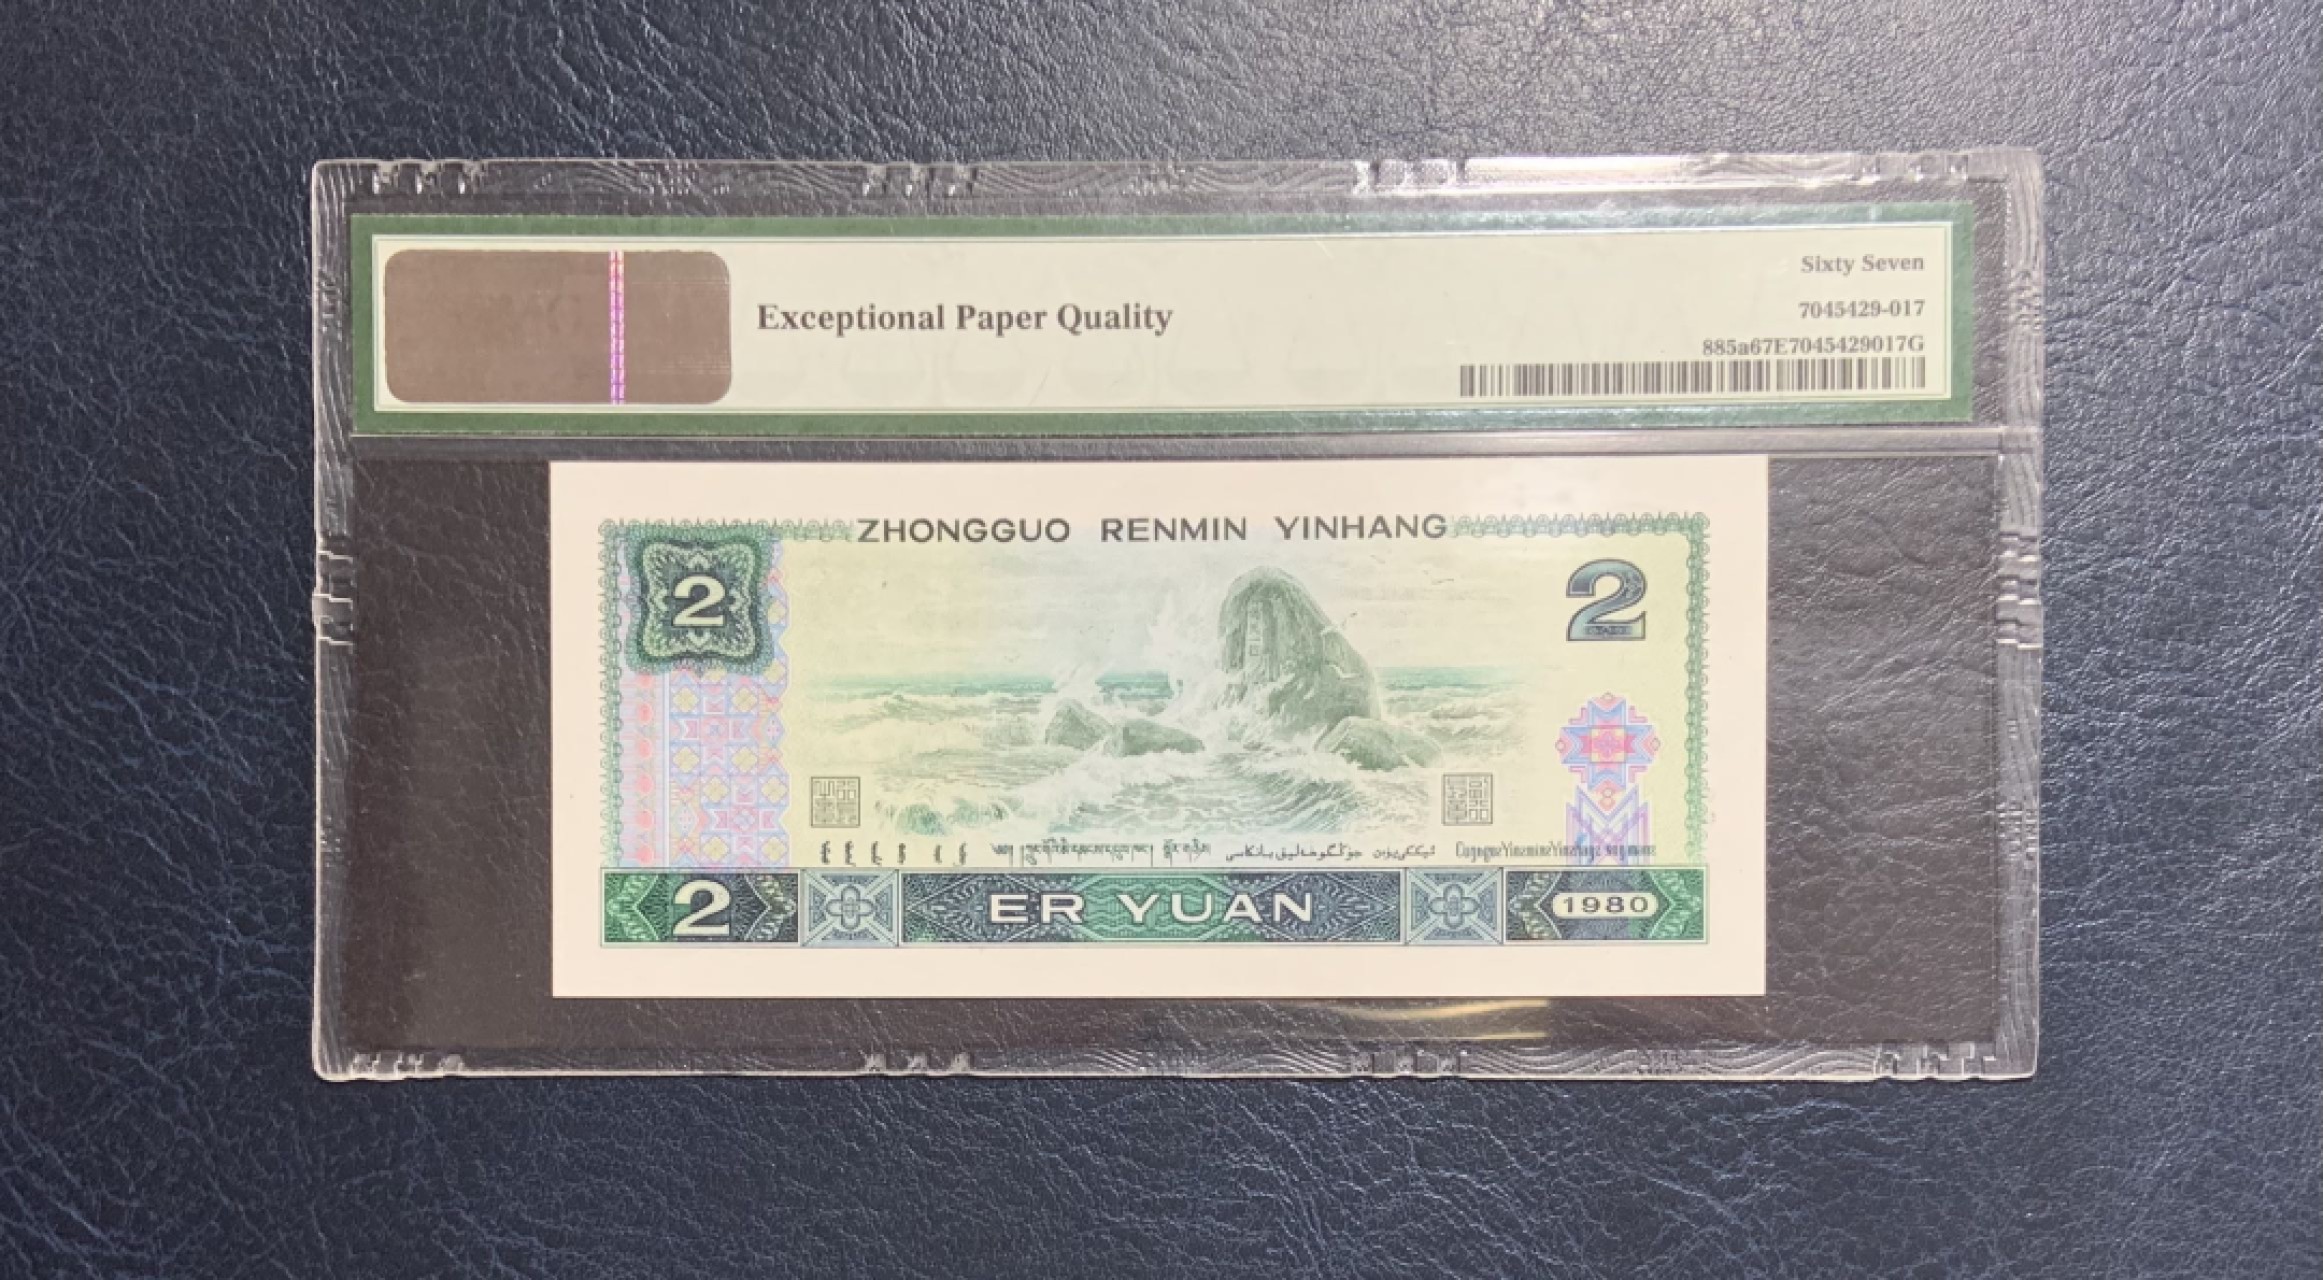 Sixty Seven
Exceptional Paper Quality
7045429-017
885a67E7045429017G
ZHONGGUO RENMIN YINHANG
2
2
2 ER YUAN 1980